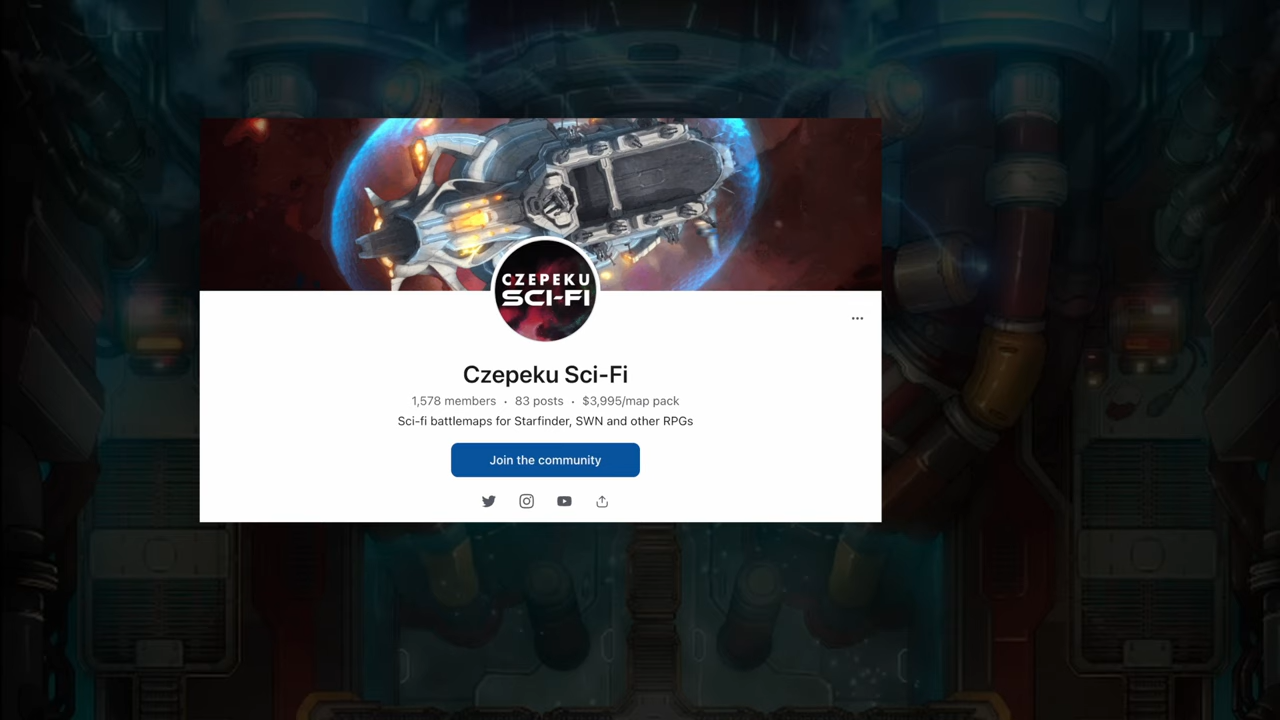 CZEPEKU
SCI-FI
Czepeku Sci-Fi
1,578 members · 83 posts · $3,995/map pack
Sci-fi battlemaps for Starfinder, SWN and other RPGs
Join the community